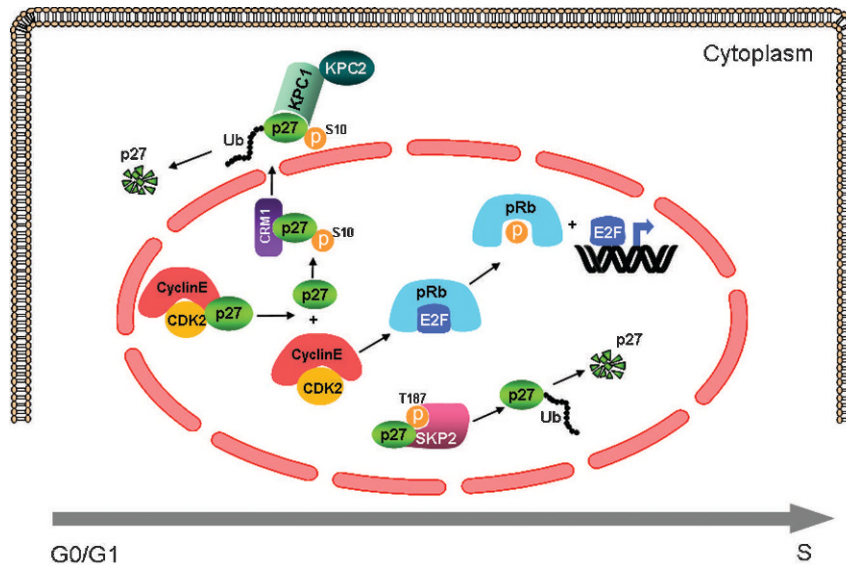 Cytoplasm
KPC2
KPC1
p27
p
S10
Ub
p27
CRM1
p27
p
S10
pRb
p
+
E2F
CyclinE
CDK2
p27
p27
+
CyclinE
CDK2
pRb
E2F
p27
T187
p
p27
SKP2
p27
Ub
G0/G1
S